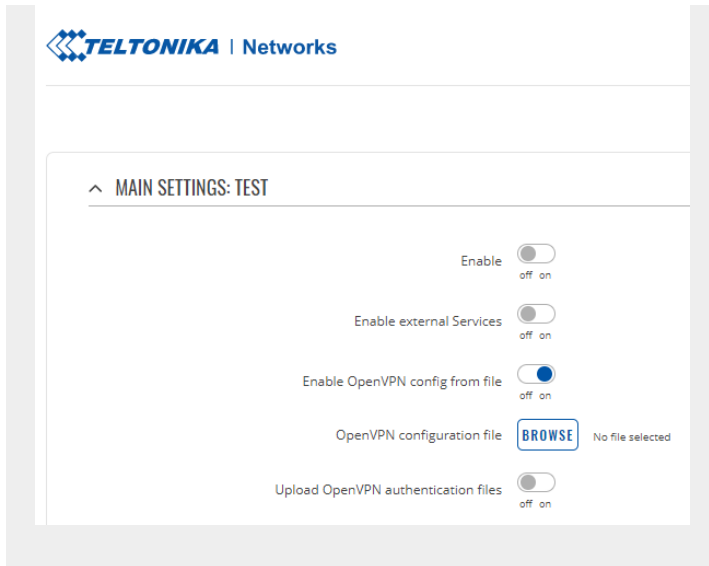 TELTONIKA | Networks
MAIN SETTINGS: TEST
Enable
off on
Enable external Services
off on
Enable OpenVPN config from file
off on
OpenVPN configuration file BROWSE No file selected
Upload OpenVPN authentication files
off on